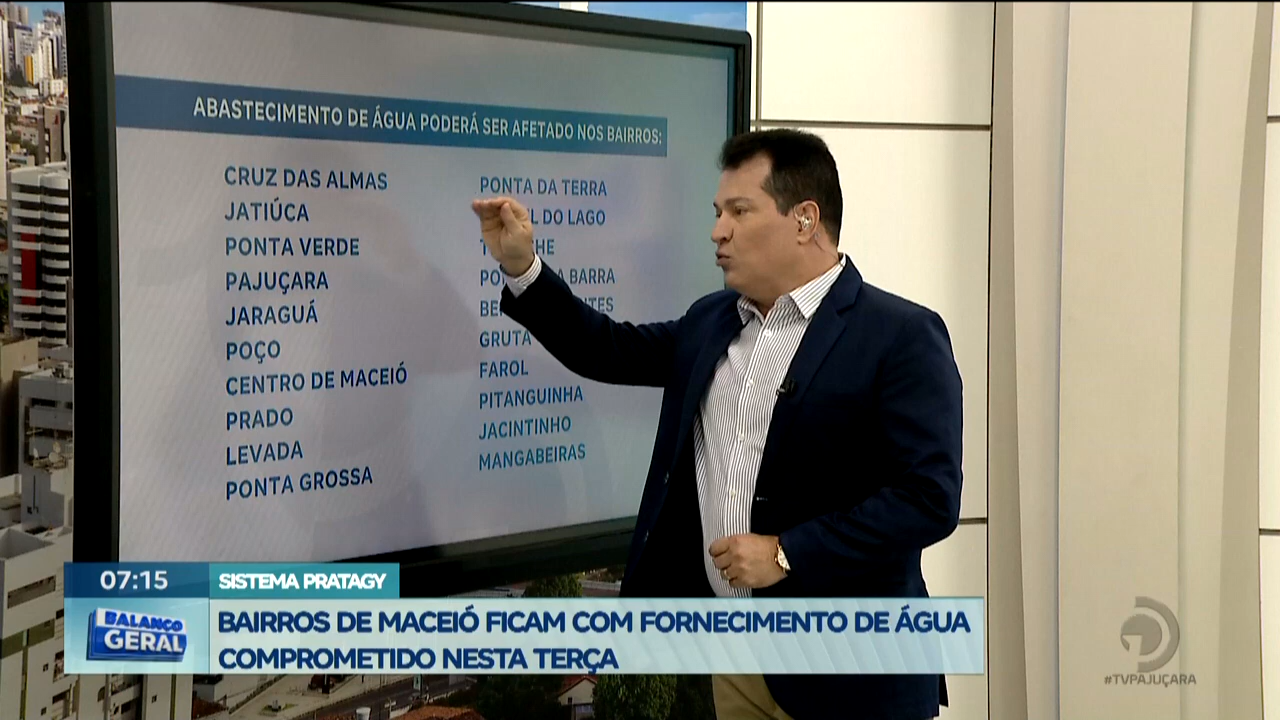 ABASTECIMENTO DE ÁGUA PODERÁ SER AFETADO NOS BAIRROS:
CRUZ DAS ALMAS
JATIÚCA
PONTA VERDE
PAJUÇARA
JARAGUÁ
POÇO
CENTRO DE MACEIÓ
PRADO
LEVADA
PONTA GROSSA
PONTA DA TERRA
DO LAGO
BARRA
GRUTA
FAROL
PITANGUINHA
JACINTINHO
MANGABEIRAS
07:15
SISTEMA PRATAGY
BALANÇO
GERAL
BAIRROS DE MACEIÓ FICAM COM FORNECIMENTO DE ÁGUA
COMPROMETIDO NESTA TERÇA
#TVPAJUÇARA